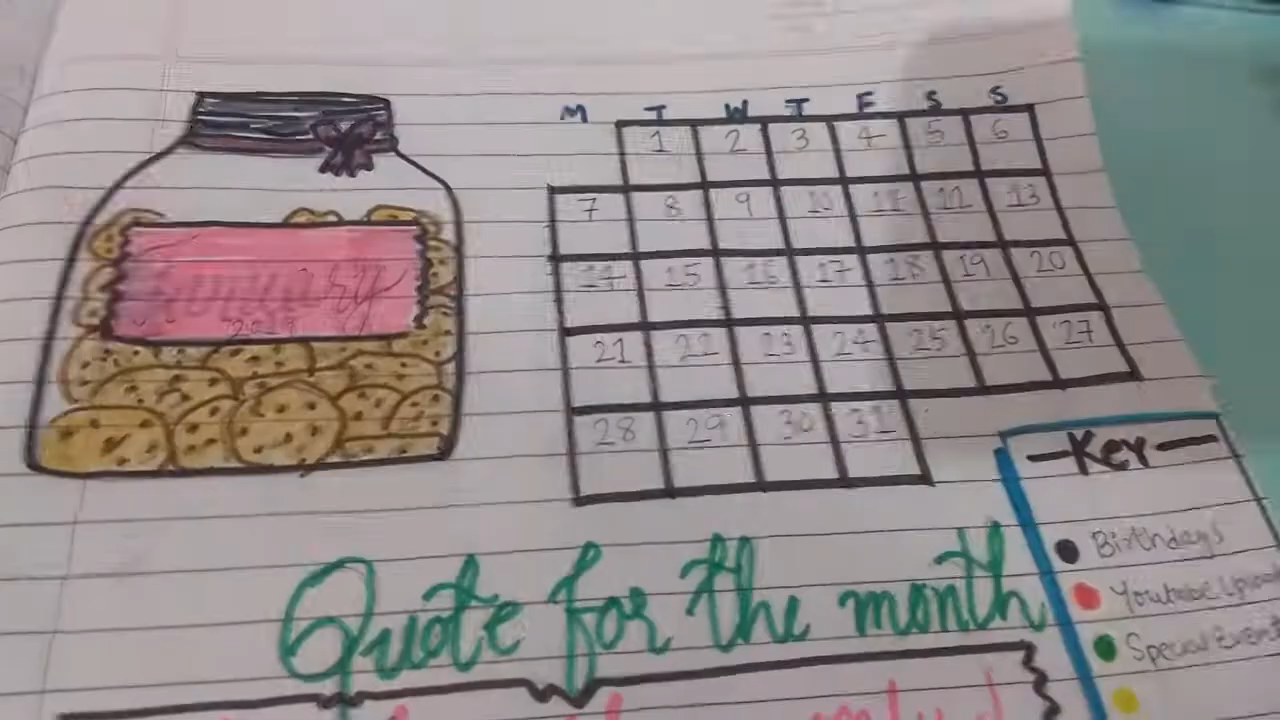 January
2019
M T W T F S S
1 2 3 4 5 6
7 8 9 10 11 12 13
14 15 16 17 18 19 20
21 22 23 24 25 26 27
28 29 30 31
Key
Birthdays
Youtube
Special Event
Quote for the month